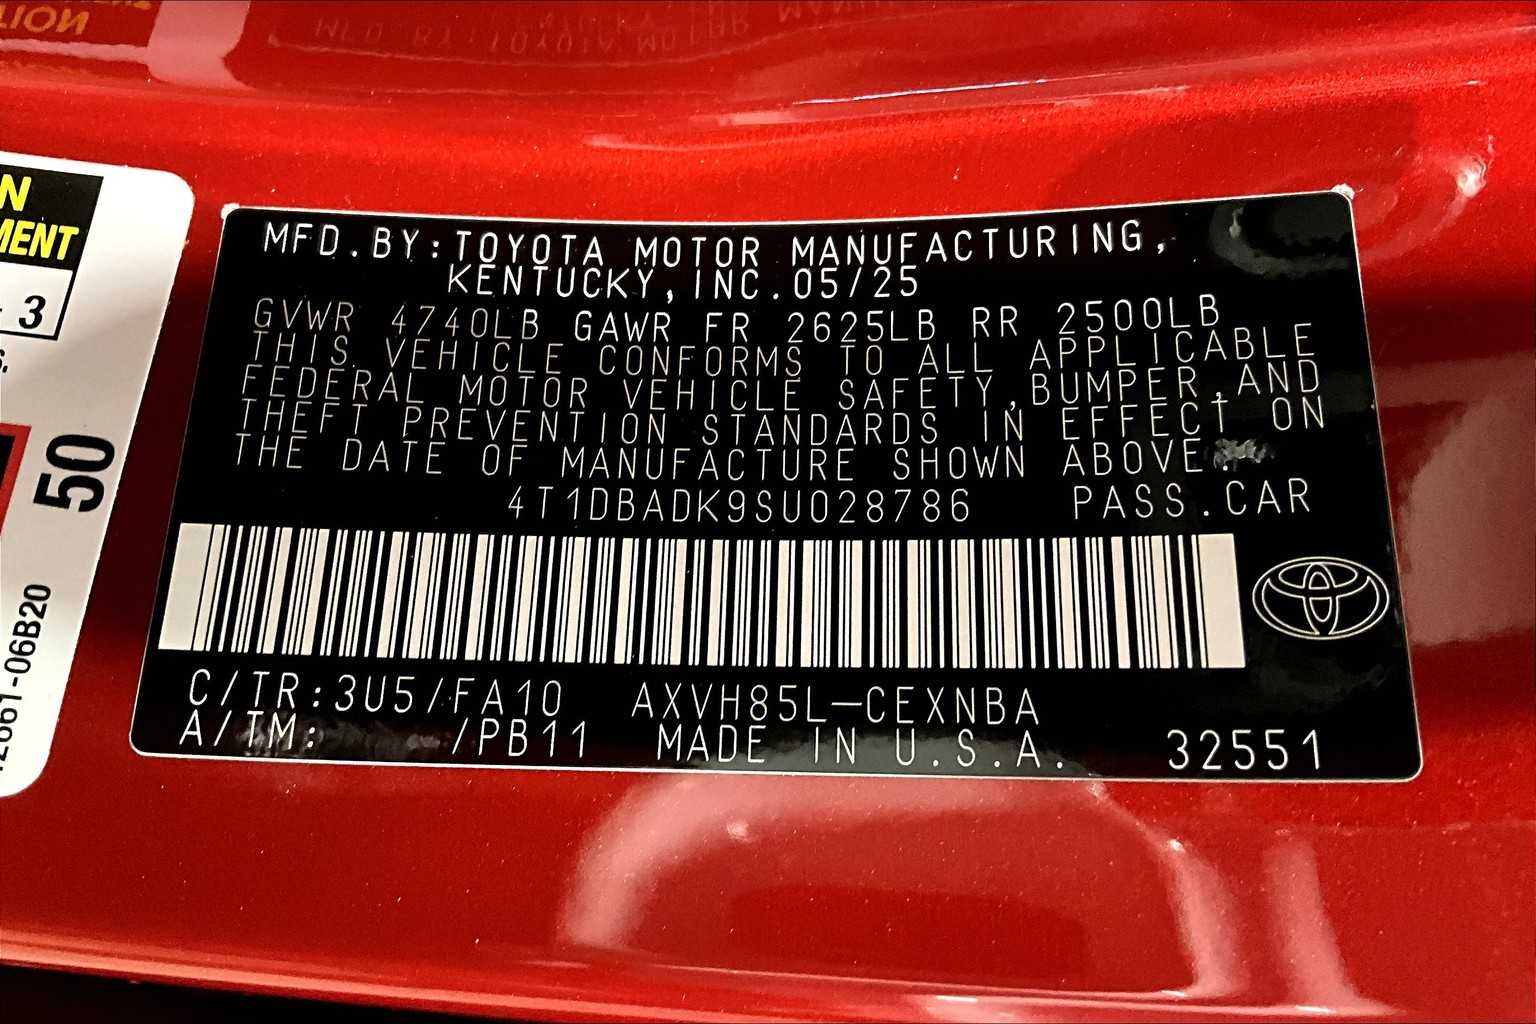 MFD. BY: TOYOTA MOTOR MANUFACTURING,
KENTUCKY, INC. 05/25
GVWR 4740LB GAWR FR 2625LB RR 2500LB
THIS VEHICLE CONFORMS TO ALL APPLICABLE
FEDERAL MOTOR VEHICLE SAFETY, BUMPER, AND
THEFT PREVENTION STANDARDS IN EFFECT ON
THE DATE OF MANUFACTURE SHOWN ABOVE.
4T1DBADK9SU028786 PASS.CAR
C/TR: 3U5/FA10 AXVH85L-CEXNBA
A/TM: /PB11 MADE IN U.S.A. 32551
N
MENT
3
50
-06B20